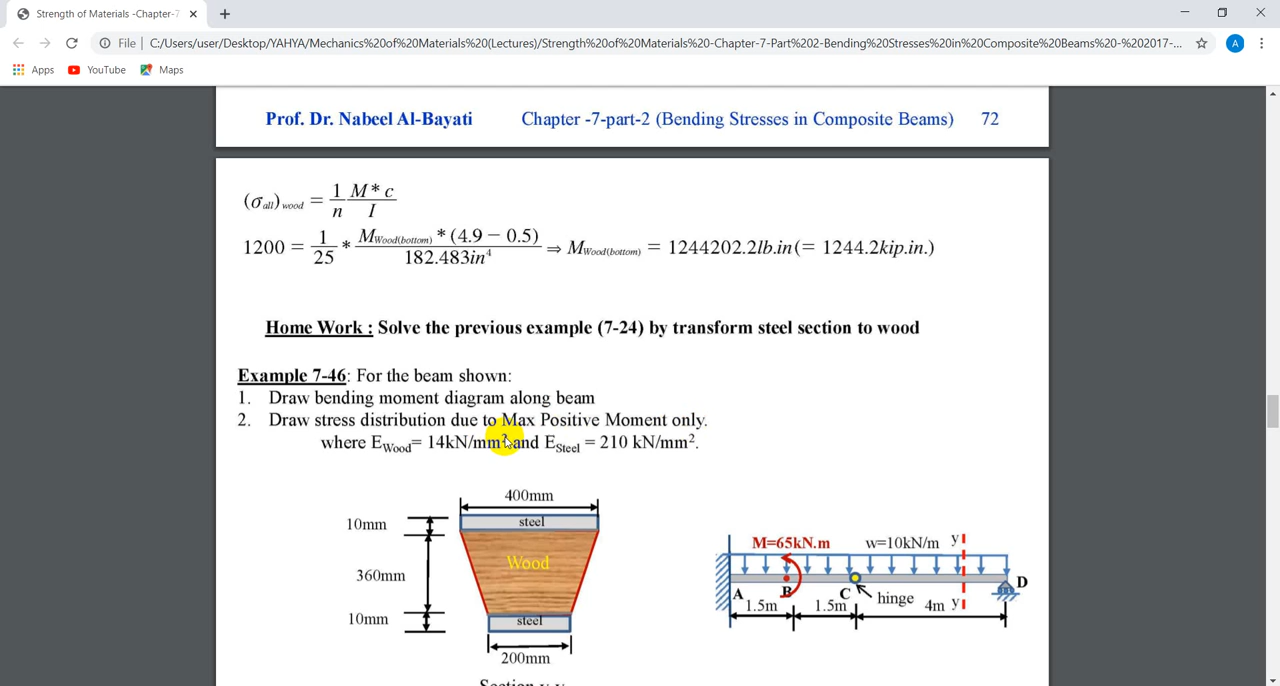 Strength of Materials -Chapter-7
File | C:/Users/user/Desktop/YAHYA/Mechanics%20of%20Materials%20(Lectures)/Strength%20of%20Materials%20-Chapter-7-Part%202-Bending%20Stresses%20in%20Composite%20Beams%20-%202017-...
A
Apps YouTube Maps
Prof. Dr. Nabeel Al-Bayati Chapter -7-part-2 (Bending Stresses in Composite Beams) 72
(σall)wood = 1/n M*c/I
1200 = 1/25 * MWood(bottom) * (4.9 − 0.5)/182.483in⁴ ⇒ MWood(bottom) = 1244202.2lb.in(= 1244.2kip.in.)
Home Work : Solve the previous example (7-24) by transform steel section to wood
Example 7-46: For the beam shown:
1. Draw bending moment diagram along beam
2. Draw stress distribution due to Max Positive Moment only.
where EWood= 14kN/mm² and ESteel = 210 kN/mm².
400mm
10mm
steel
360mm
Wood
10mm
steel
200mm
M=65kN.m w=10kN/m y
A B C hinge D
1.5m 1.5m 4m y